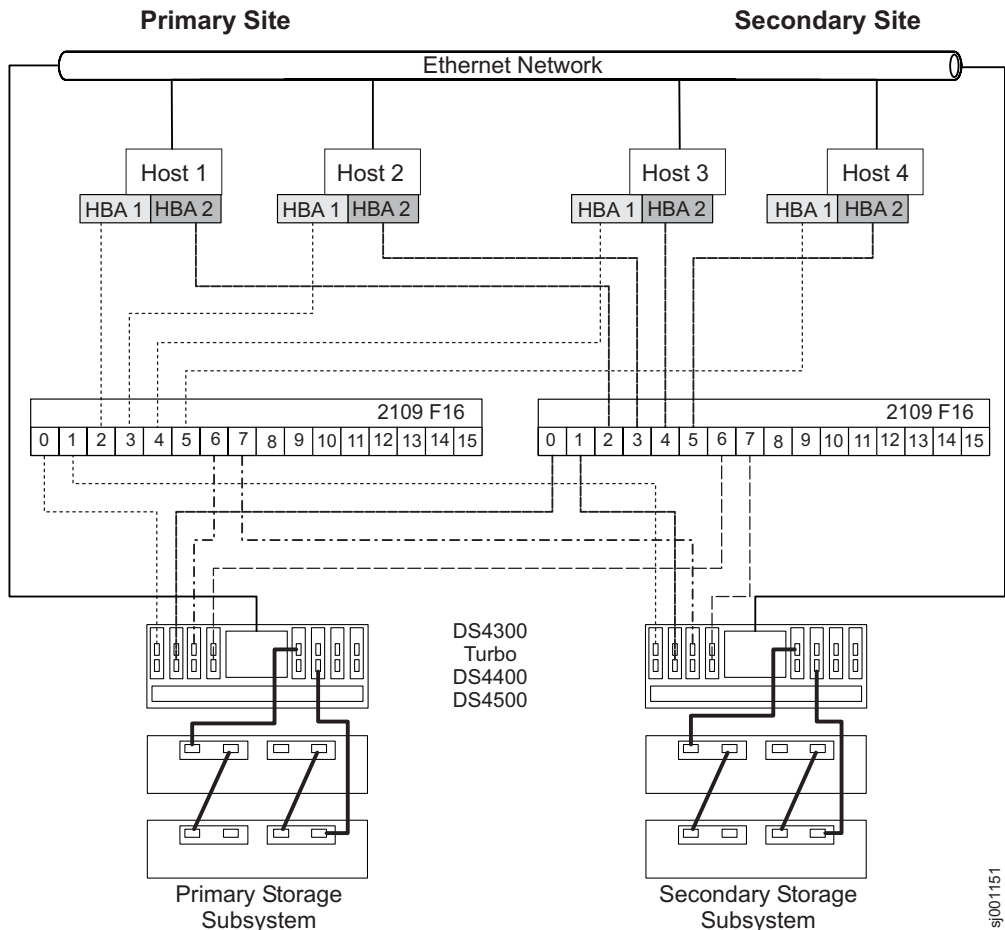 Primary Site
Secondary Site
Ethernet Network
Host 1
Host 2
Host 3
Host 4
HBA 1 HBA 2
HBA 1 HBA 2
HBA 1 HBA 2
HBA 1 HBA 2
2109 F16
0 1 2 3 4 5 6 7 8 9 10 11 12 13 14 15
2109 F16
0 1 2 3 4 5 6 7 8 9 10 11 12 13 14 15
DS4300
Turbo
DS4400
DS4500
Primary Storage
Subsystem
Secondary Storage
Subsystem
sj001151